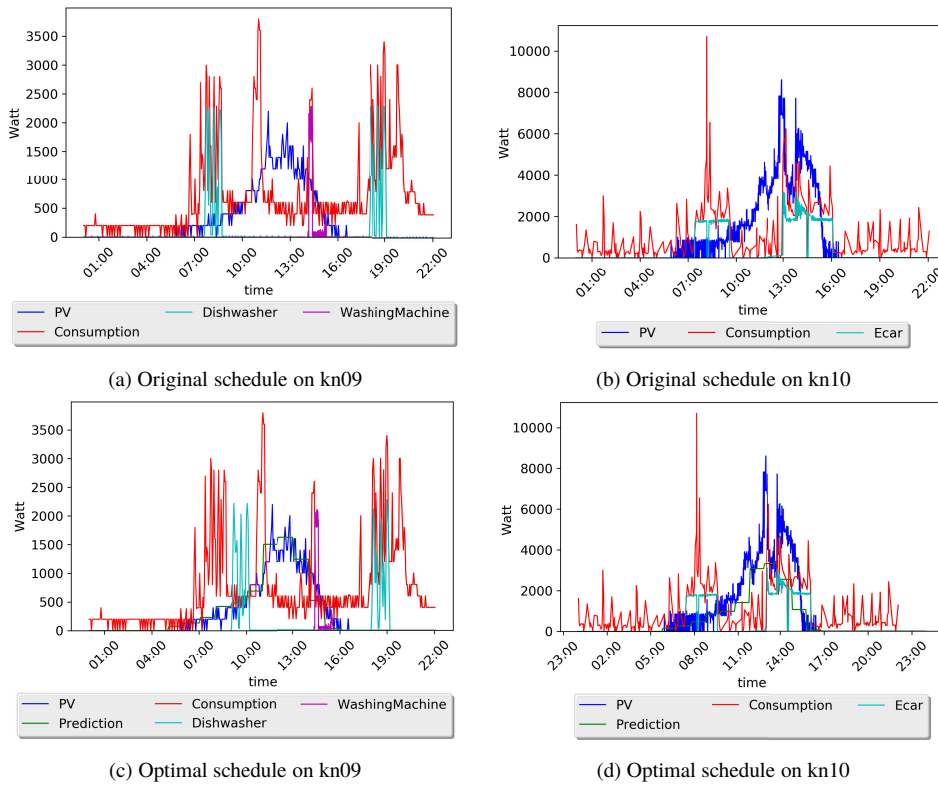 3500
3000
2500
2000
1500
1000
500
0
Watt
01:00 04:00 07:00 10:00 13:00 16:00 19:00 22:00
time
PV Dishwasher WashingMachine
Consumption
(a) Original schedule on kn09
10000
8000
6000
4000
2000
0
Watt
01:00 04:00 07:00 10:00 13:00 16:00 19:00 22:00
time
PV Consumption Ecar
(b) Original schedule on kn10
3500
3000
2500
2000
1500
1000
500
0
Watt
01:00 04:00 07:00 10:00 13:00 16:00 19:00 22:00
time
PV Consumption WashingMachine
Prediction Dishwasher
(c) Optimal schedule on kn09
10000
8000
6000
4000
2000
0
Watt
23:00 02:00 05:00 08:00 11:00 14:00 17:00 20:00 23:00
time
PV Consumption Ecar
Prediction
(d) Optimal schedule on kn10